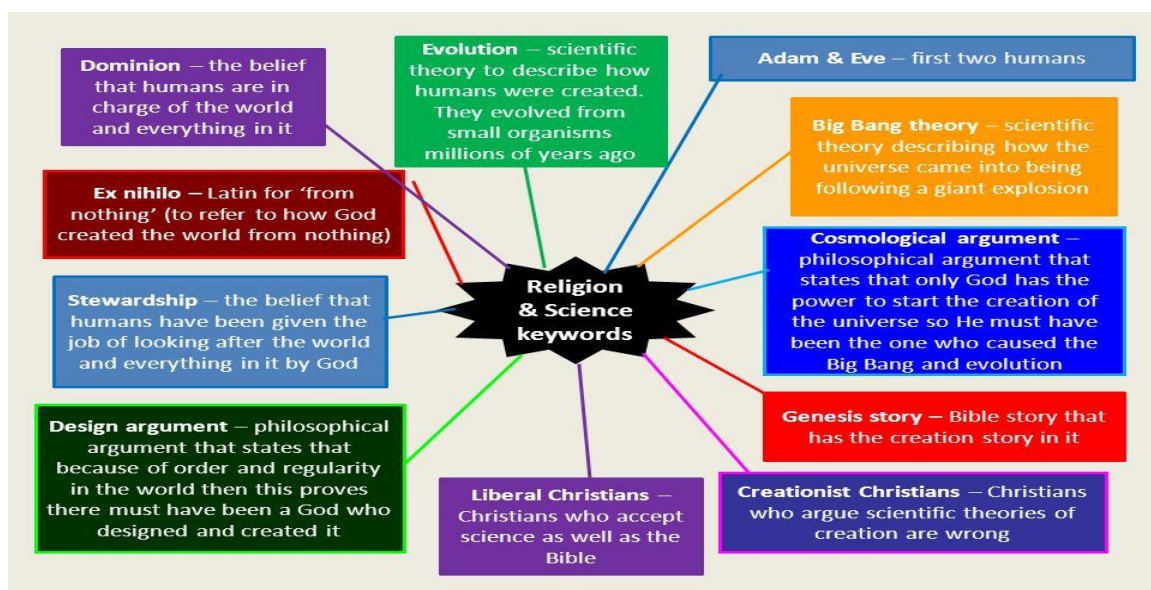 Dominion – the belief
that humans are in
charge of the world
and everything in it
Evolution – scientific
theory to describe how
humans were created.
They evolved from
small organisms
millions of years ago
Adam & Eve – first two humans
Big Bang theory – scientific
theory describing how the
universe came into being
following a giant explosion
Ex nihilo – Latin for ‘from
nothing’ (to refer to how God
created the world from nothing)
Cosmological argument –
philosophical argument that
states that only God has the
power to start the creation of
the universe so He must have
been the one who caused the
Big Bang and evolution
Religion
& Science
keywords
Stewardship – the belief that
humans have been given the
job of looking after the world
and everything in it by God
Genesis story – Bible story that
has the creation story in it
Design argument – philosophical
argument that states that
because of order and regularity
in the world then this proves
there must have been a God who
designed and created it
Liberal Christians –
Christians who accept
science as well as the
Bible
Creationist Christians – Christians
who argue scientific theories of
creation are wrong